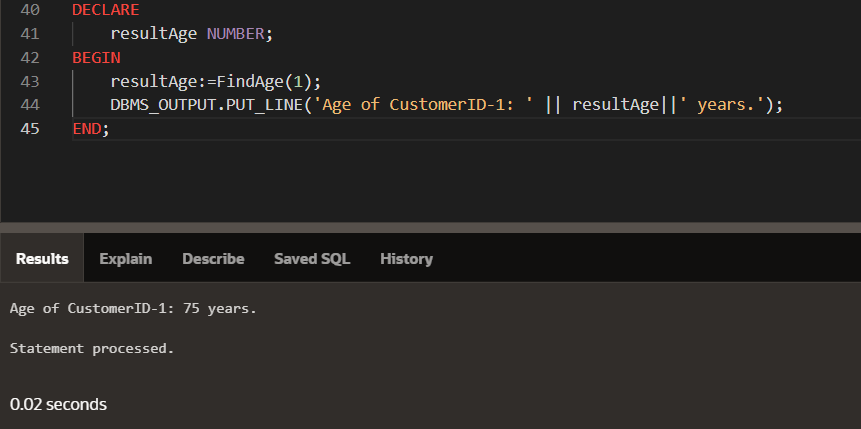 40 DECLARE
41 resultAge NUMBER;
42 BEGIN
43 resultAge:=FindAge(1);
44 DBMS_OUTPUT.PUT_LINE('Age of CustomerID-1: ' || resultAge||' years.');
45 END;
Results Explain Describe Saved SQL History
Age of CustomerID-1: 75 years.
Statement processed.
0.02 seconds